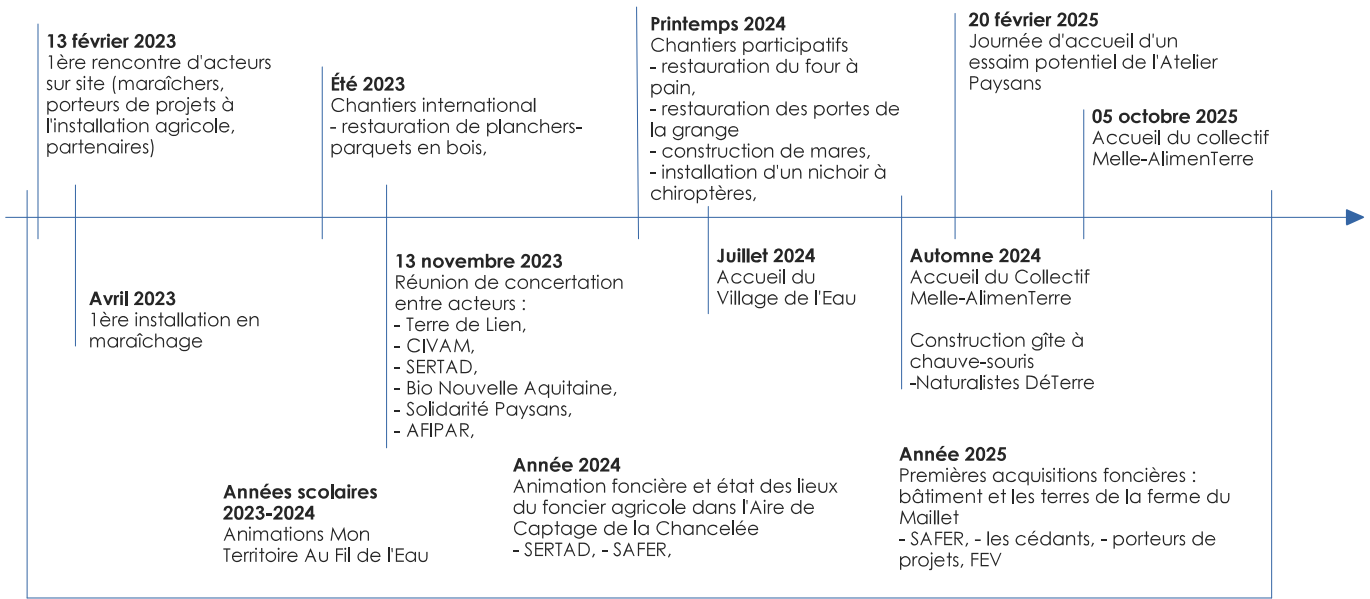 13 février 2023
1ère rencontre d'acteurs
sur site (maraîchers,
porteurs de projets à
l'installation agricole,
partenaires)
Été 2023
Chantiers international
- restauration de planchers-
parquets en bois,
Printemps 2024
Chantiers participatifs
- restauration du four à
pain,
- restauration des portes de
la grange
- construction de mares,
- installation d'un nichoir à
chiroptères,
20 février 2025
Journée d'accueil d'un
essaim potentiel de l'Atelier
Paysans
05 octobre 2025
Accueil du collectif
Melle-AlimenTerre
Avril 2023
1ère installation en
maraîchage
13 novembre 2023
Réunion de concertation
entre acteurs :
- Terre de Lien,
- CIVAM,
- SERTAD,
- Bio Nouvelle Aquitaine,
- Solidarité Paysans,
- AFIPAR,
Juillet 2024
Accueil du
Village de l'Eau
Automne 2024
Accueil du Collectif
Melle-AlimenTerre
Construction gîte à
chauve-souris
-Naturalistes DéTerre
Années scolaires
2023-2024
Animations Mon
Territoire Au Fil de l'Eau
Année 2024
Animation foncière et état des lieux
du foncier agricole dans l'Aire de
Captage de la Chancelée
- SERTAD, - SAFER,
Année 2025
Premières acquisitions foncières :
bâtiment et les terres de la ferme du
Maillet
- SAFER, - les cédants, - porteurs de
projets, FEV